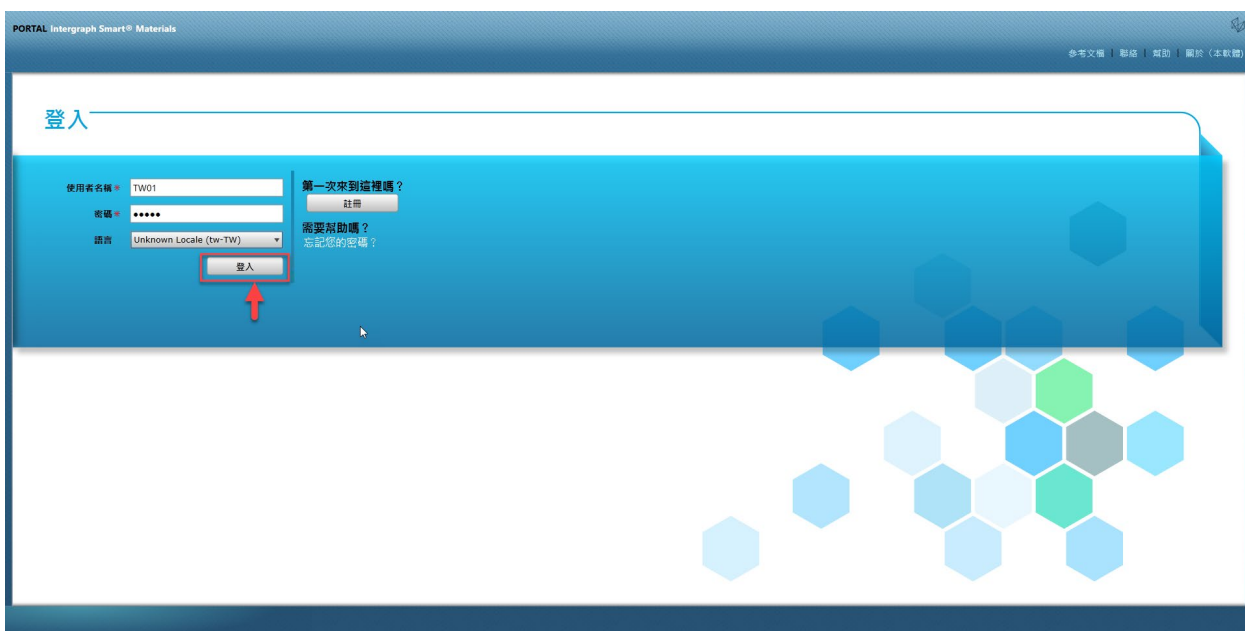 PORTAL Intergraph Smart® Materials
參考文檔 | 聯絡 | 幫助 | 關於（本軟體）
登入
使用者名稱* TW01
密碼* •••••
語言 Unknown Locale (tw-TW)
登入
第一次來到這裡嗎？
註冊
需要幫助嗎？
忘記您的密碼？